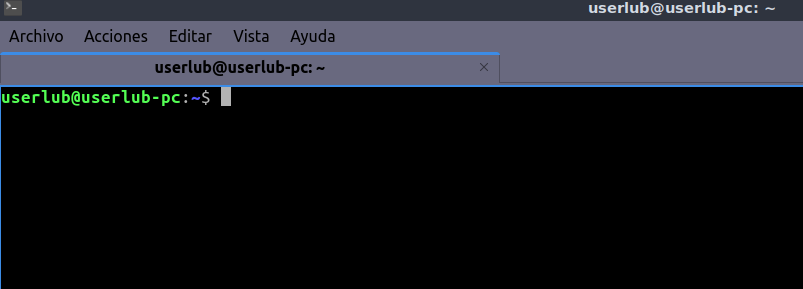 userlub@userlub-pc: ~
Archivo Acciones Editar Vista Ayuda
userlub@userlub-pc: ~ ×
userlub@userlub-pc:~$